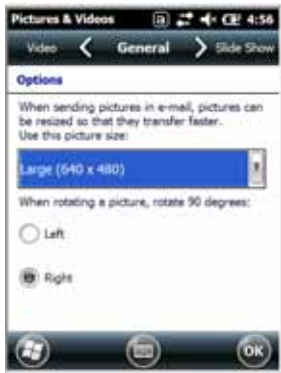 Pictures & Videos 4:56
Video General Slide Show
Options
When sending pictures in e-mail, pictures can
be resized so that they transfer faster.
Use this picture size:
Large (640 x 480)
When rotating a picture, rotate 90 degrees:
Left
Right
OK